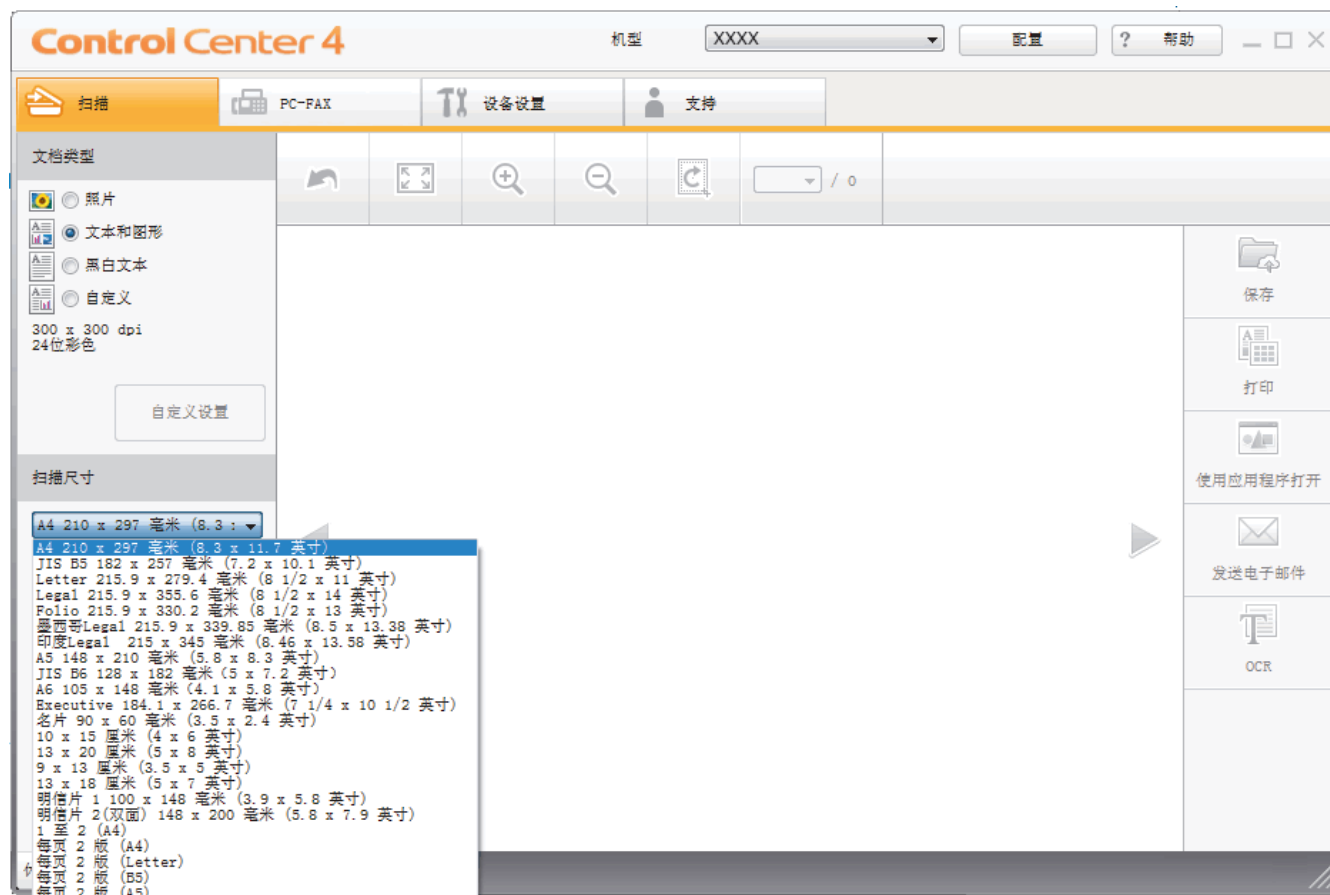 Control Center 4
机型
XXXX
配置
? 帮助
扫描
PC-FAX
设备设置
支持
文档类型
照片
文本和图形
黑白文本
自定义
300 x 300 dpi
24位彩色
自定义设置
扫描尺寸
/ 0
保存
打印
使用应用程序打开
发送电子邮件
OCR
A4 210 x 297 毫米 (8.3 :
A4 210 x 297 毫米 (8.3 x 11.7 英寸)
JIS B5 182 x 257 毫米 (7.2 x 10.1 英寸)
Letter 215.9 x 279.4 毫米 (8 1/2 x 11 英寸)
Legal 215.9 x 355.6 毫米 (8 1/2 x 14 英寸)
Folio 215.9 x 330.2 毫米 (8 1/2 x 13 英寸)
墨西哥Legal 215.9 x 339.85 毫米 (8.5 x 13.38 英寸)
印度Legal 215 x 345 毫米 (8.46 x 13.58 英寸)
A5 148 x 210 毫米 (5.8 x 8.3 英寸)
JIS B6 128 x 182 毫米 (5 x 7.2 英寸)
A6 105 x 148 毫米 (4.1 x 5.8 英寸)
Executive 184.1 x 266.7 毫米 (7 1/4 x 10 1/2 英寸)
名片 90 x 60 毫米 (3.5 x 2.4 英寸)
10 x 15 厘米 (4 x 6 英寸)
13 x 20 厘米 (5 x 8 英寸)
9 x 13 厘米 (3.5 x 5 英寸)
13 x 18 厘米 (5 x 7 英寸)
明信片 1 100 x 148 毫米 (3.9 x 5.8 英寸)
明信片 2(双面) 148 x 200 毫米 (5.8 x 7.9 英寸)
1 至 2 (A4)
每页 2 版 (A4)
每页 2 版 (Letter)
每页 2 版 (B5)
每页 2 版 (A5)